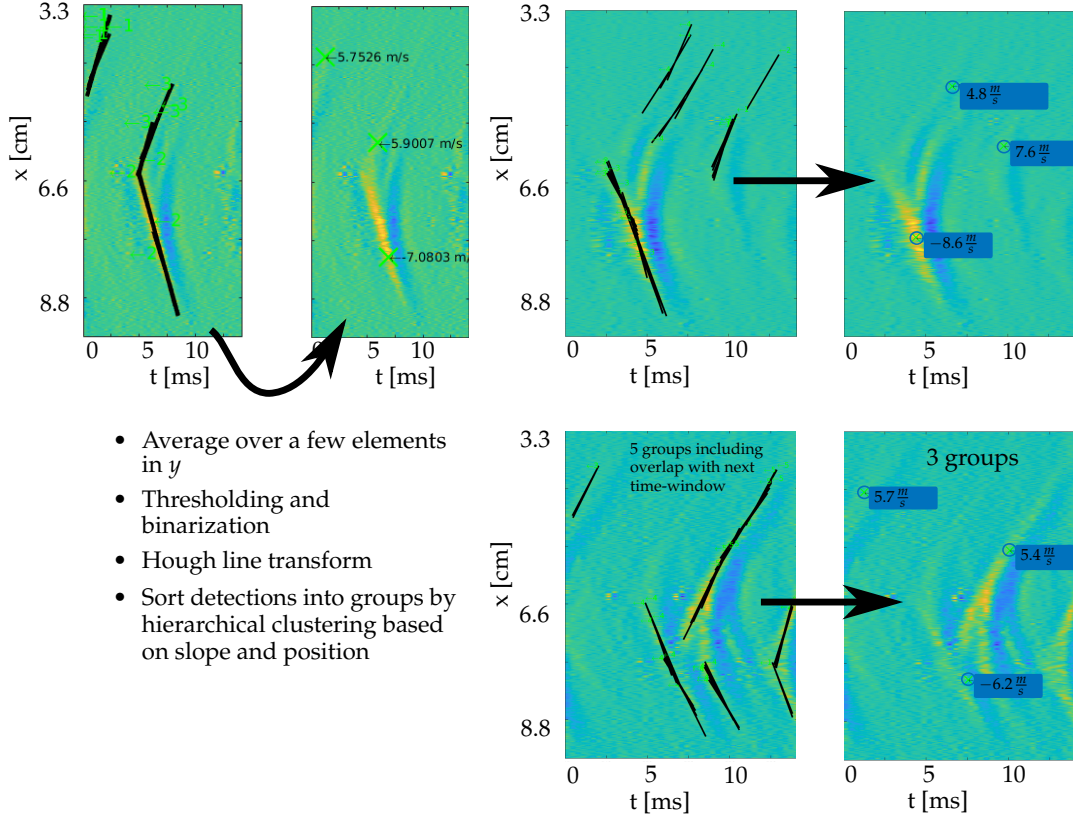 3.3
x [cm]
6.6
8.8
←5.7526 m/s
←5.9007 m/s
←-7.0803 m/s
0
5
10
t [ms]
5
10
t [ms]
3.3
x [cm]
6.6
8.8
4.8 m/s
7.6 m/s
−8.6 m/s
0
5
10
t [ms]
0
5
10
t [ms]
• Average over a few elements
in y
• Thresholding and
binarization
• Hough line transform
• Sort detections into groups by
hierarchical clustering based
on slope and position
3.3
x [cm]
6.6
8.8
5 groups including
overlap with next
time-window
3 groups
5.7 m/s
5.4 m/s
−6.2 m/s
0
5
10
t [ms]
0
5
10
t [ms]